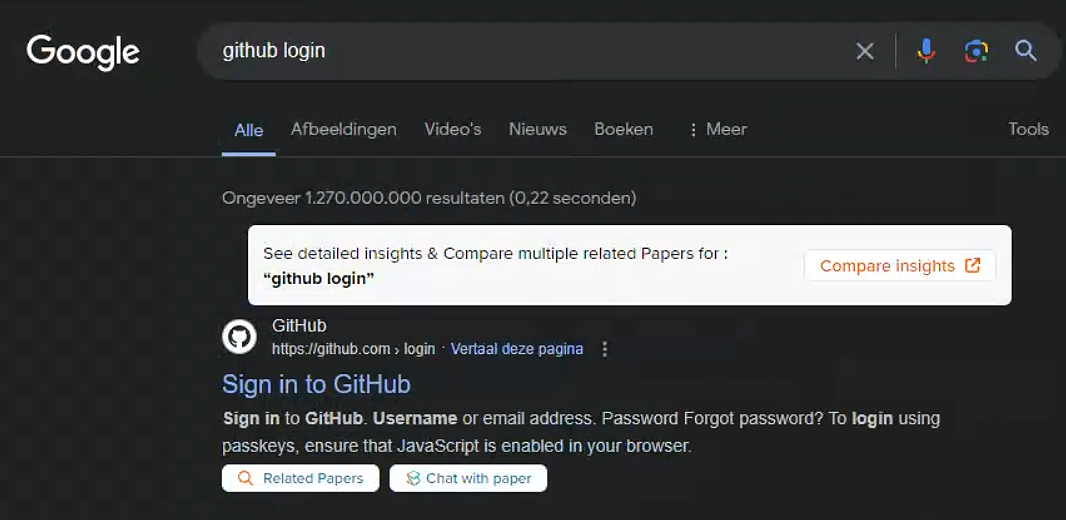 Google
github login
Alle Afbeeldingen Video's Nieuws Boeken Meer Tools
Ongeveer 1.270.000.000 resultaten (0,22 seconden)
See detailed insights & Compare multiple related Papers for :
“github login”
Compare insights
GitHub
https://github.com › login · Vertaal deze pagina
Sign in to GitHub
Sign in to GitHub. Username or email address. Password Forgot password? To login using
passkeys, ensure that JavaScript is enabled in your browser.
Related Papers Chat with paper